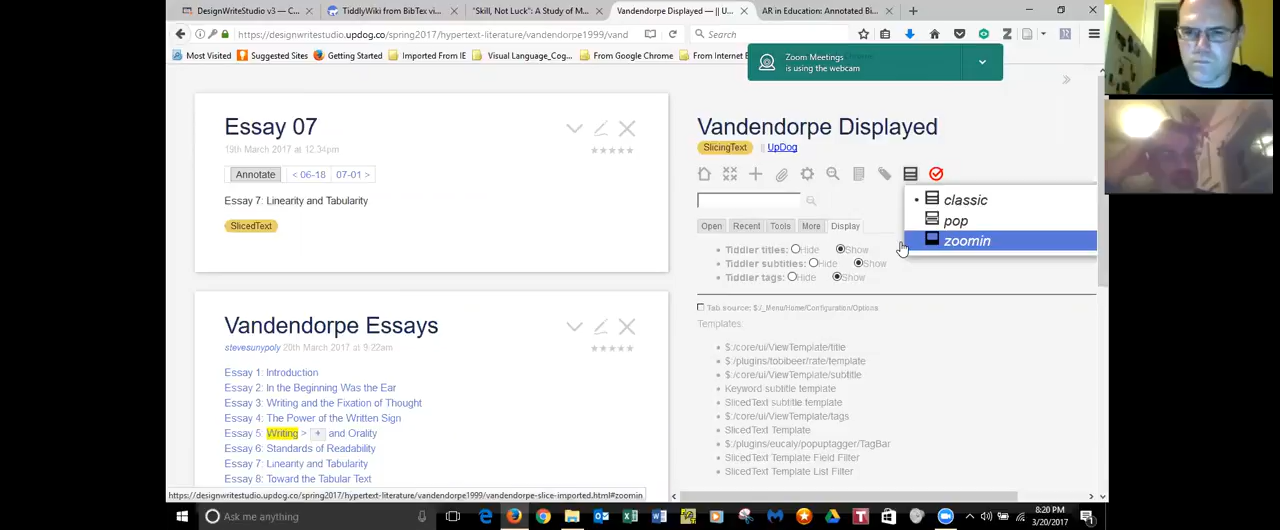 DesignWriteStudio v3 — C...
TiddlyWiki from BibTex vi...
"Skill, Not Luck": A Study of M...
Vandendorpe Displayed — || U...
AR in Education: Annotated Bi...
https://designwritestudio.updog.co/spring2017/hypertext-literature/vandendorpe1999/vand
Search
Most Visited
Suggested Sites
Getting Started
Imported From IE
Visual Language_Cog...
From Google Chrome
From Internet E
Zoom Meetings
is using the webcam
Essay 07
19th March 2017 at 12:34pm
Annotate
< 06-18
07-01 >
Essay 7: Linearity and Tabularity
SlicedText
Vandendorpe Essays
stevesunypoly 20th March 2017 at 9:22am
Essay 1: Introduction
Essay 2: In the Beginning Was the Ear
Essay 3: Writing and the Fixation of Thought
Essay 4: The Power of the Written Sign
Essay 5: Writing > + and Orality
Essay 6: Standards of Readability
Essay 7: Linearity and Tabularity
Essay 8: Toward the Tabular Text
https://designwritestudio.updog.co/spring2017/hypertext-literature/vandendorpe1999/vandendorpe-slice-imported.html#zoomin
Vandendorpe Displayed
SlicingText || UpDog
classic
pop
zoomin
Open Recent Tools More Display
Tiddler titles: Hide Show
Tiddler subtitles: Hide Show
Tiddler tags: Hide Show
Tab source: $:/_Menu/Home/Configuration/Options
Templates:
$:/core/ui/ViewTemplate/title
$:/plugins/tobibeer/rate/template
$:/core/ui/ViewTemplate/subtitle
Keyword subtitle template
SlicedText subtitle template
$:/core/ui/ViewTemplate/tags
SlicedText Template
$:/plugins/eucaly/popuptagger/TagBar
SlicedText Template Field Filter
SlicedText Template List Filter
Ask me anything
8:20 PM
3/20/2017